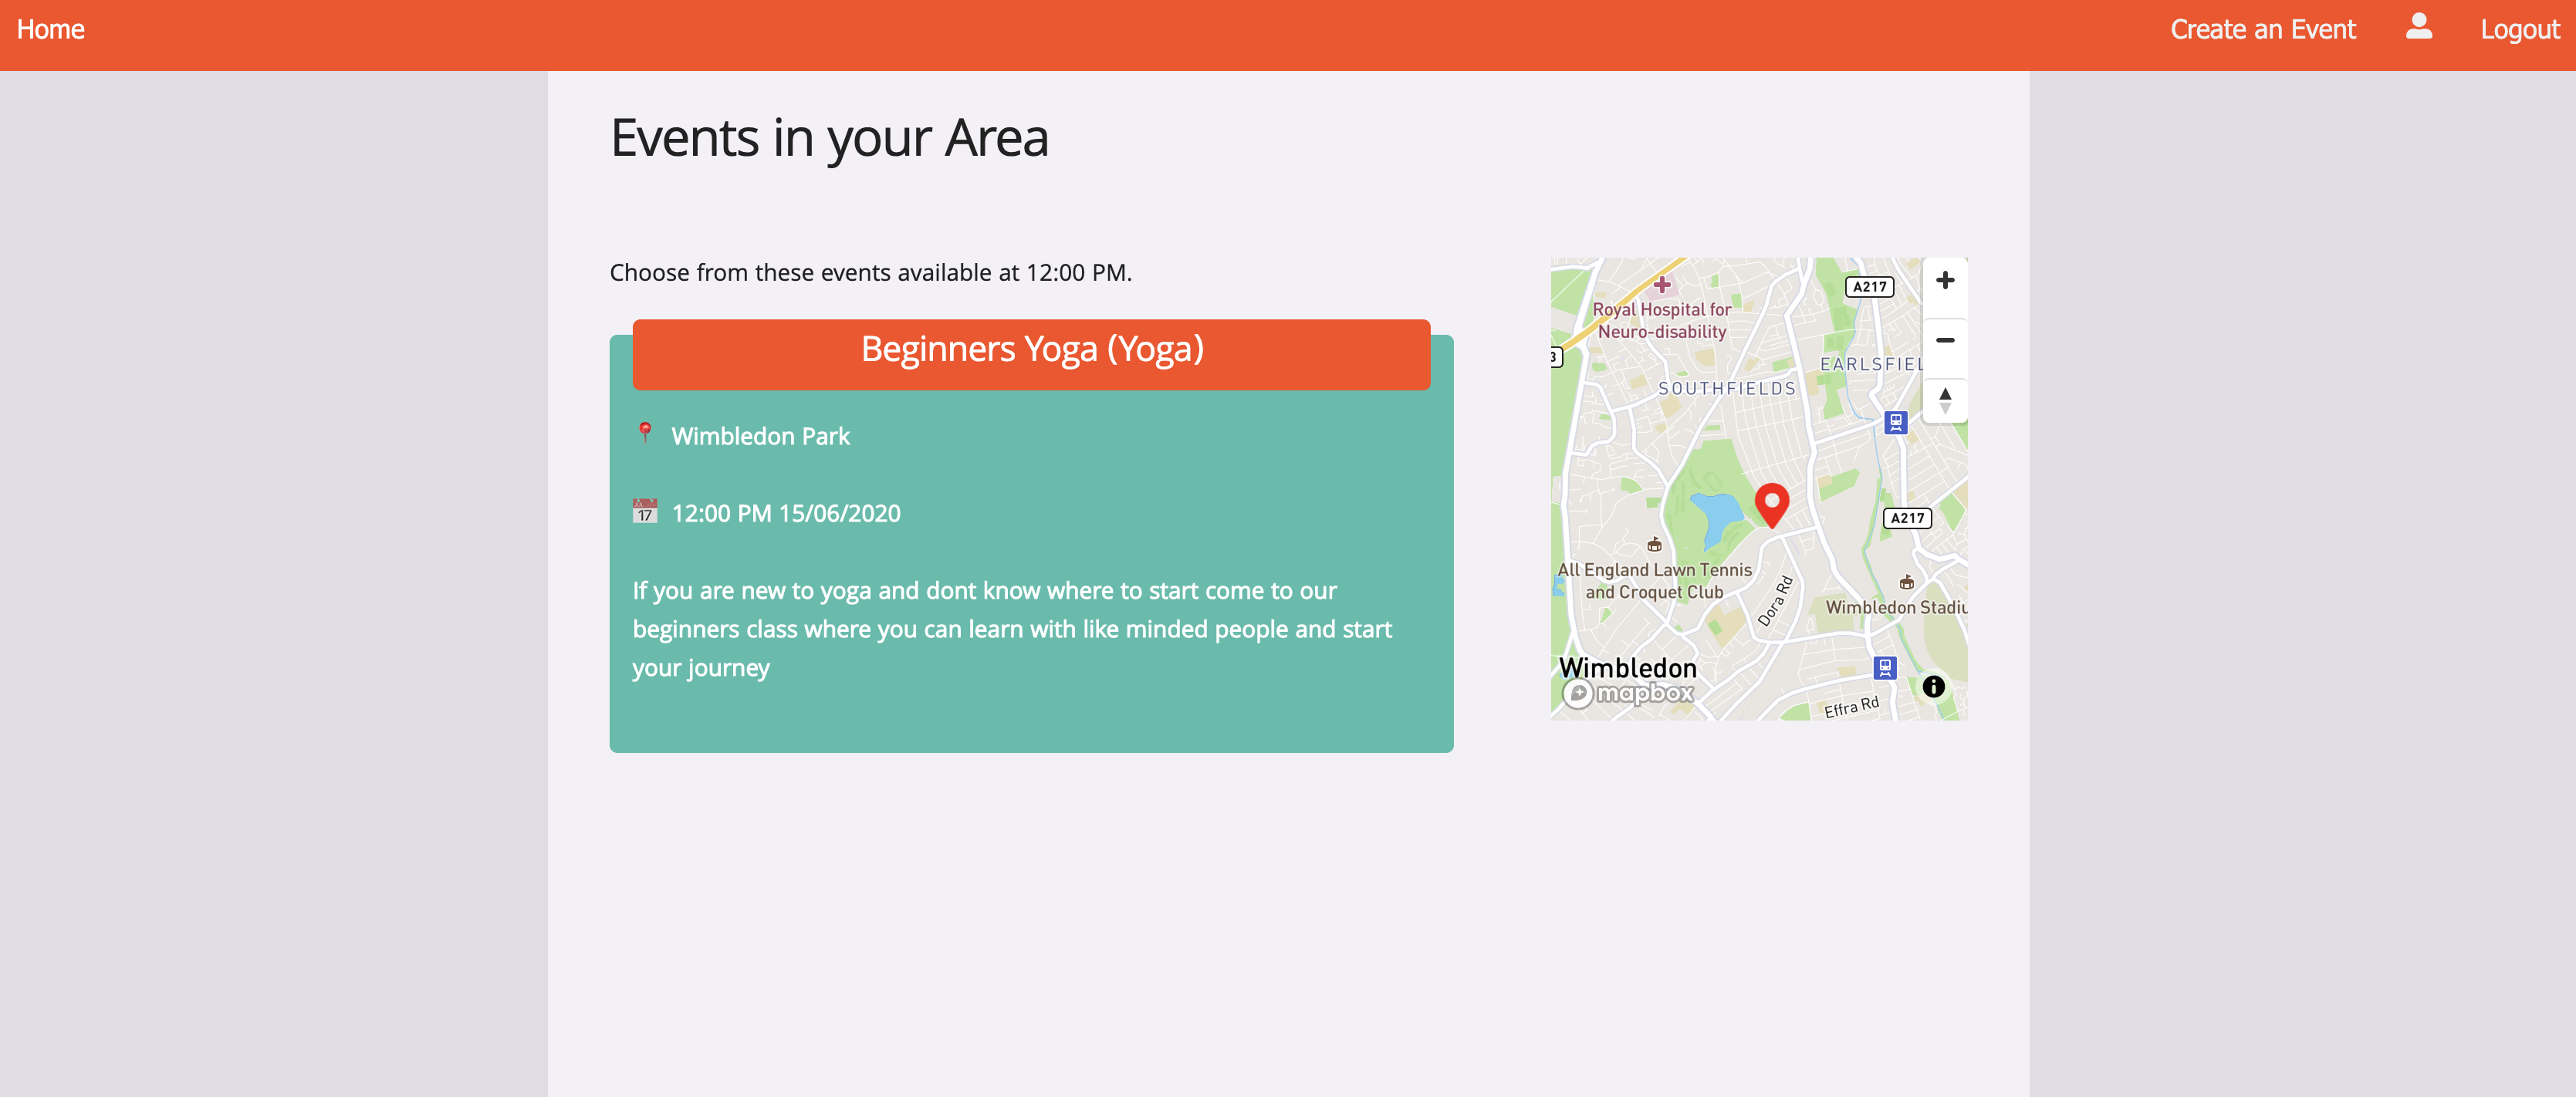 Home
Create an Event
Logout
Events in your Area
Choose from these events available at 12:00 PM.
Beginners Yoga (Yoga)
Wimbledon Park
17
12:00 PM 15/06/2020
If you are new to yoga and dont know where to start come to our
beginners class where you can learn with like minded people and start
your journey
A217
Royal Hospital for
Neuro-disability
3
EARLSFIEL
SOUTHFIELDS
A217
All England Lawn Tennis
and Croquet Club
Dora Rd
Wimbledon Stadiu
Wimbledon
mapbox
Effra Rd